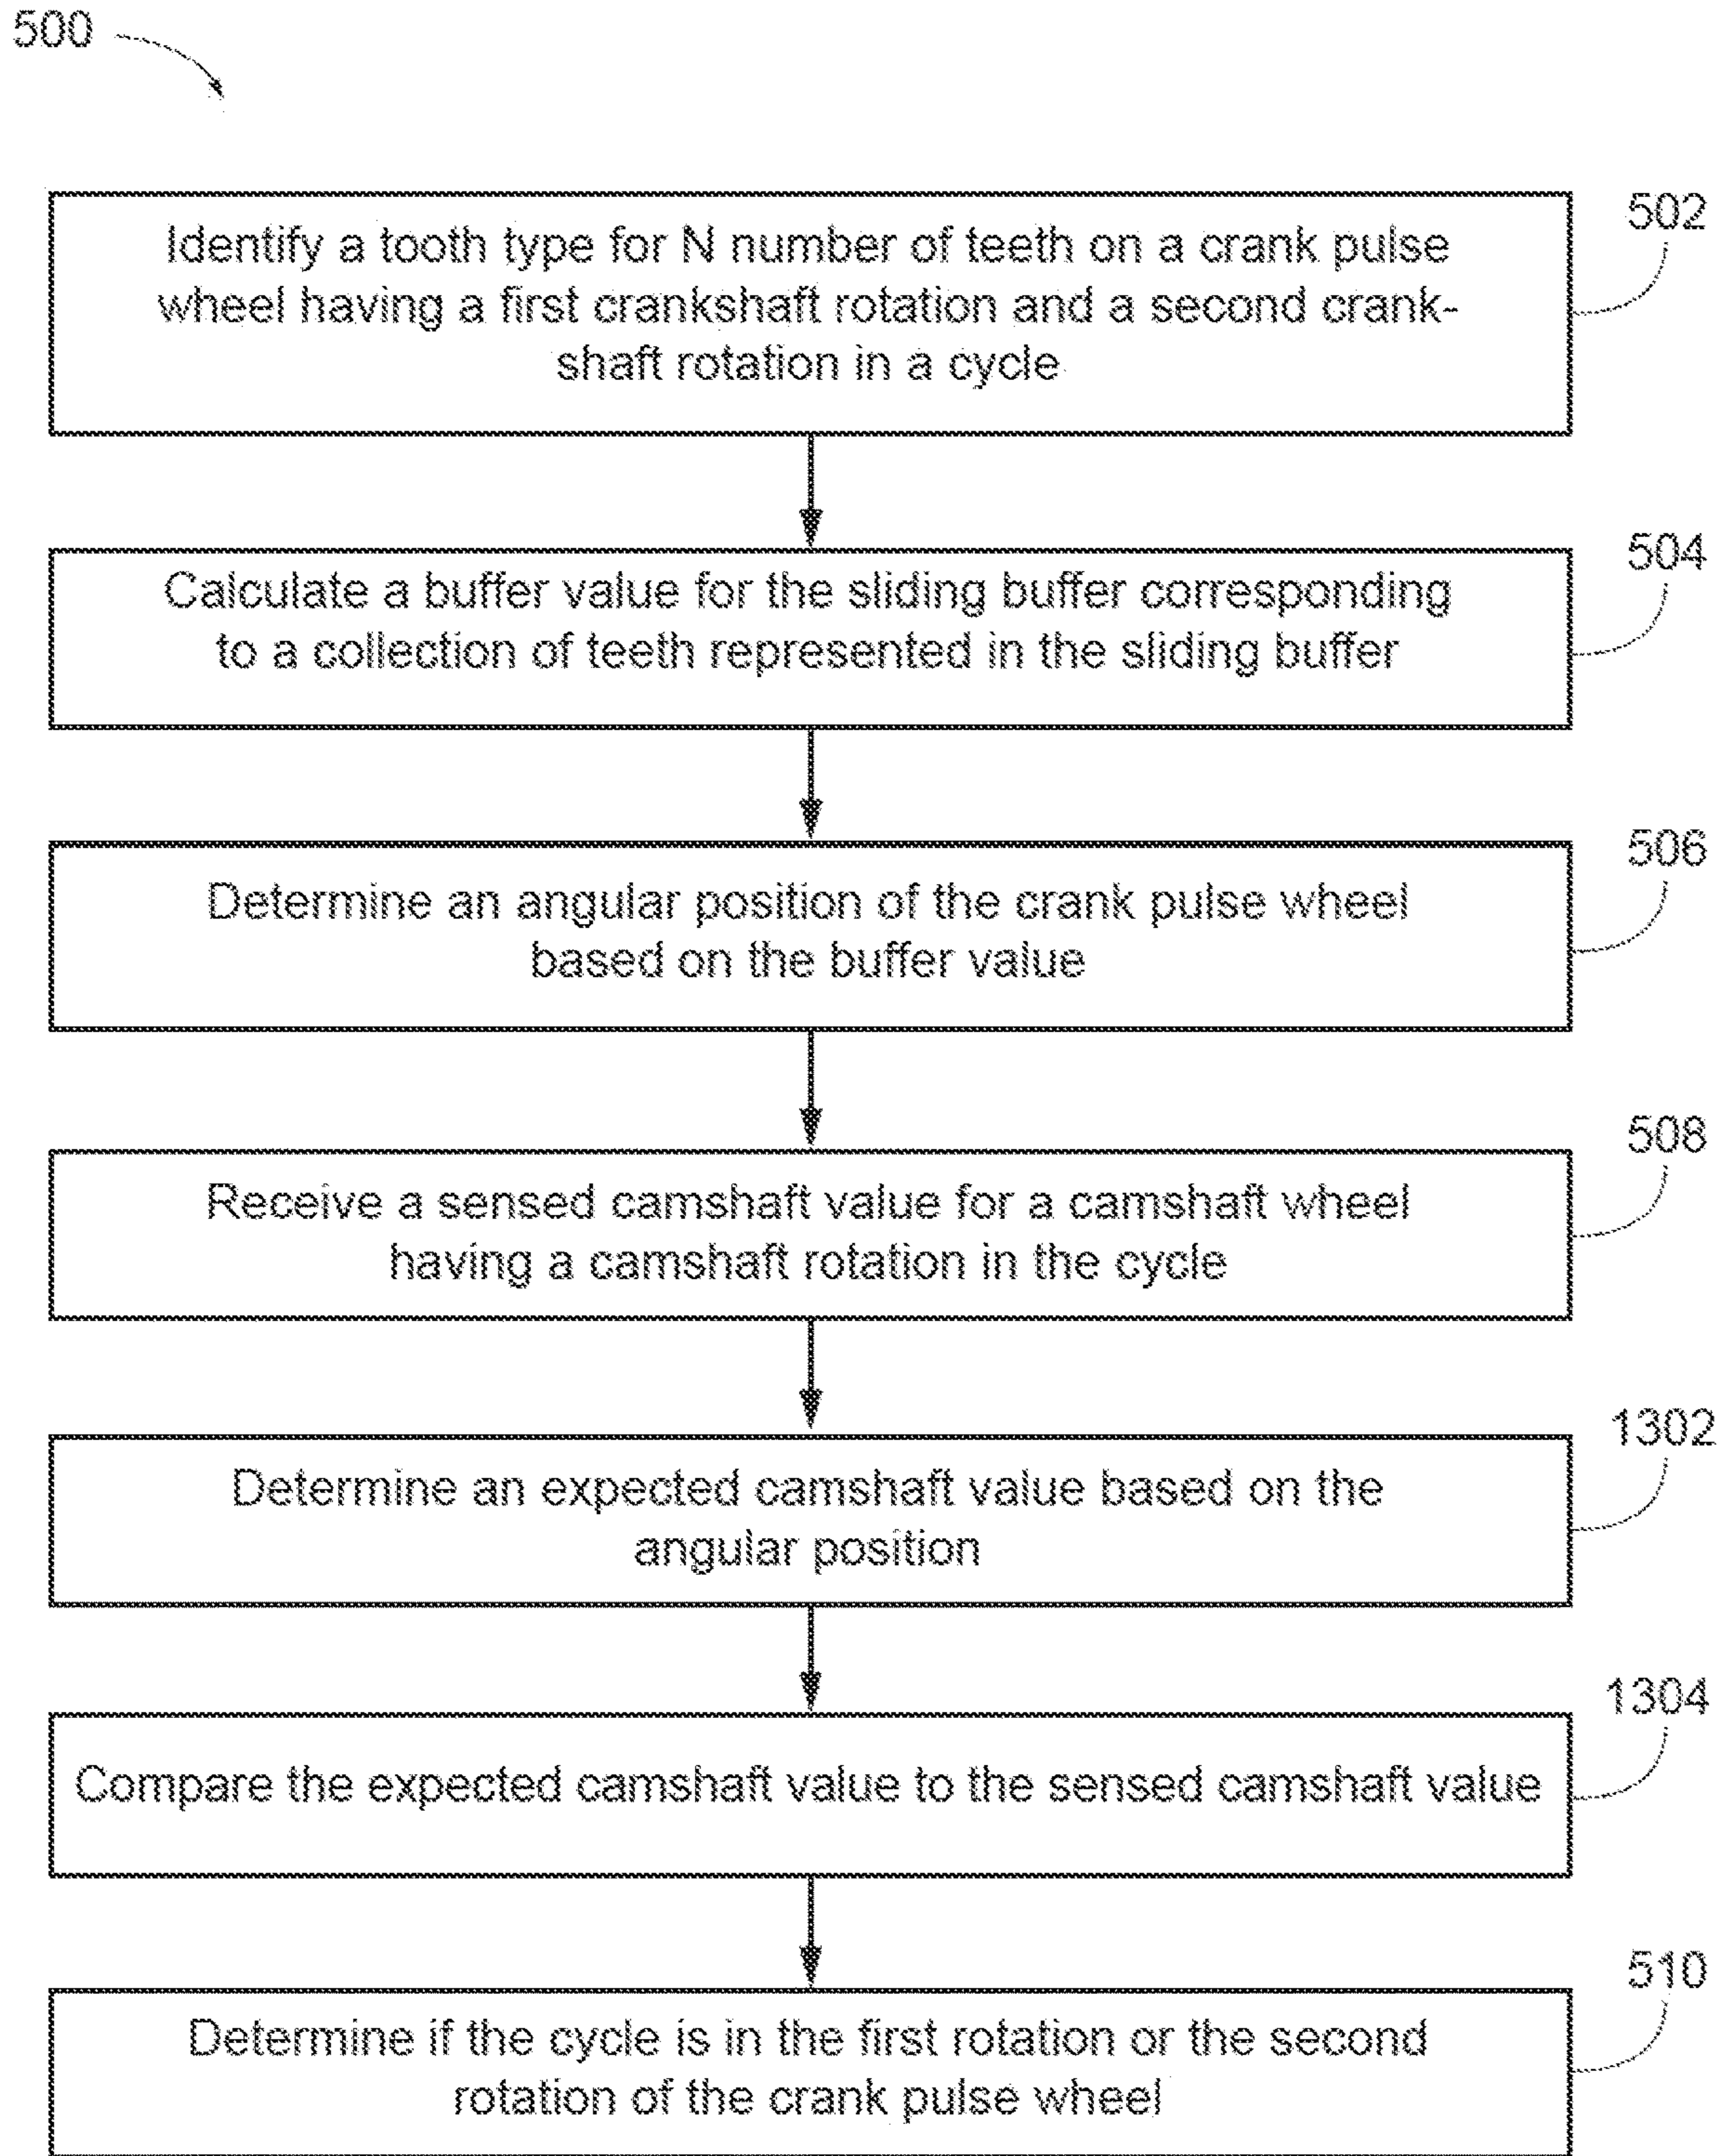 500
502
Identify a tooth type for N number of teeth on a crank pulse
wheel having a first crankshaft rotation and a second crank-
shaft rotation in a cycle
504
Calculate a buffer value for the sliding buffer corresponding
to a collection of teeth represented in the sliding buffer
506
Determine an angular position of the crank pulse wheel
based on the buffer value
508
Receive a sensed camshaft value for a camshaft wheel
having a camshaft rotation in the cycle
1302
Determine an expected camshaft value based on the
angular position
1304
Compare the expected camshaft value to the sensed camshaft value
510
Determine if the cycle is in the first rotation or the second
rotation of the crank pulse wheel